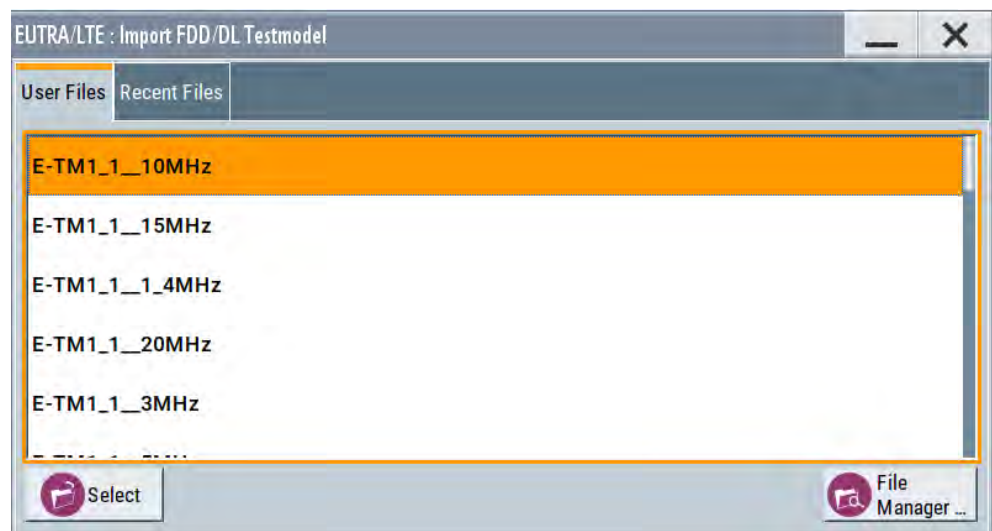 EUTRA/LTE : Import FDD/DL Testmodel
User Files Recent Files
E-TM1_1__10MHz
E-TM1_1__15MHz
E-TM1_1__1_4MHz
E-TM1_1__20MHz
E-TM1_1__3MHz
Select
File
Manager ...